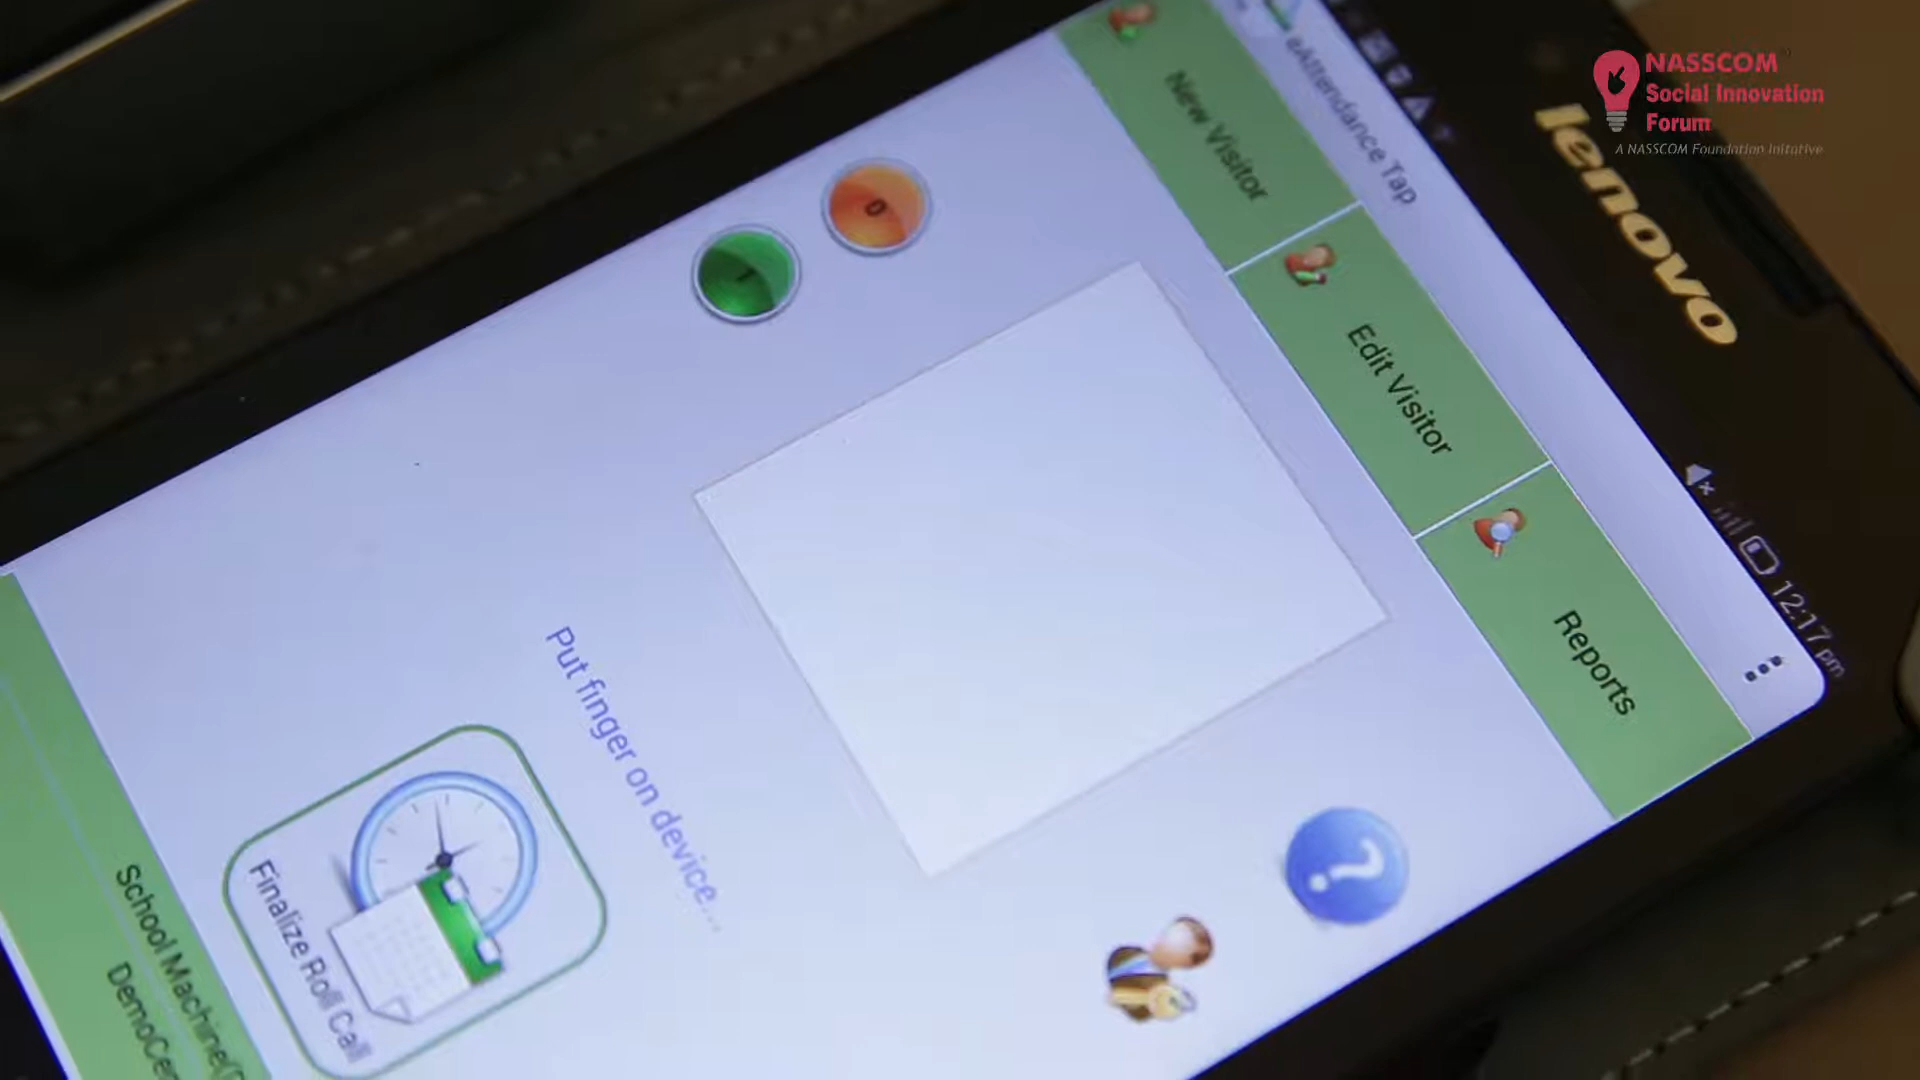 NASSCOM
Social Innovation
Forum
A NASSCOM Foundation Initiative
lenovo
12:17 pm
eAttendance Tap
New Visitor
Edit Visitor
Reports
0
1
Put finger on device...
Finalize Roll Call
School Machine(
DemoCen